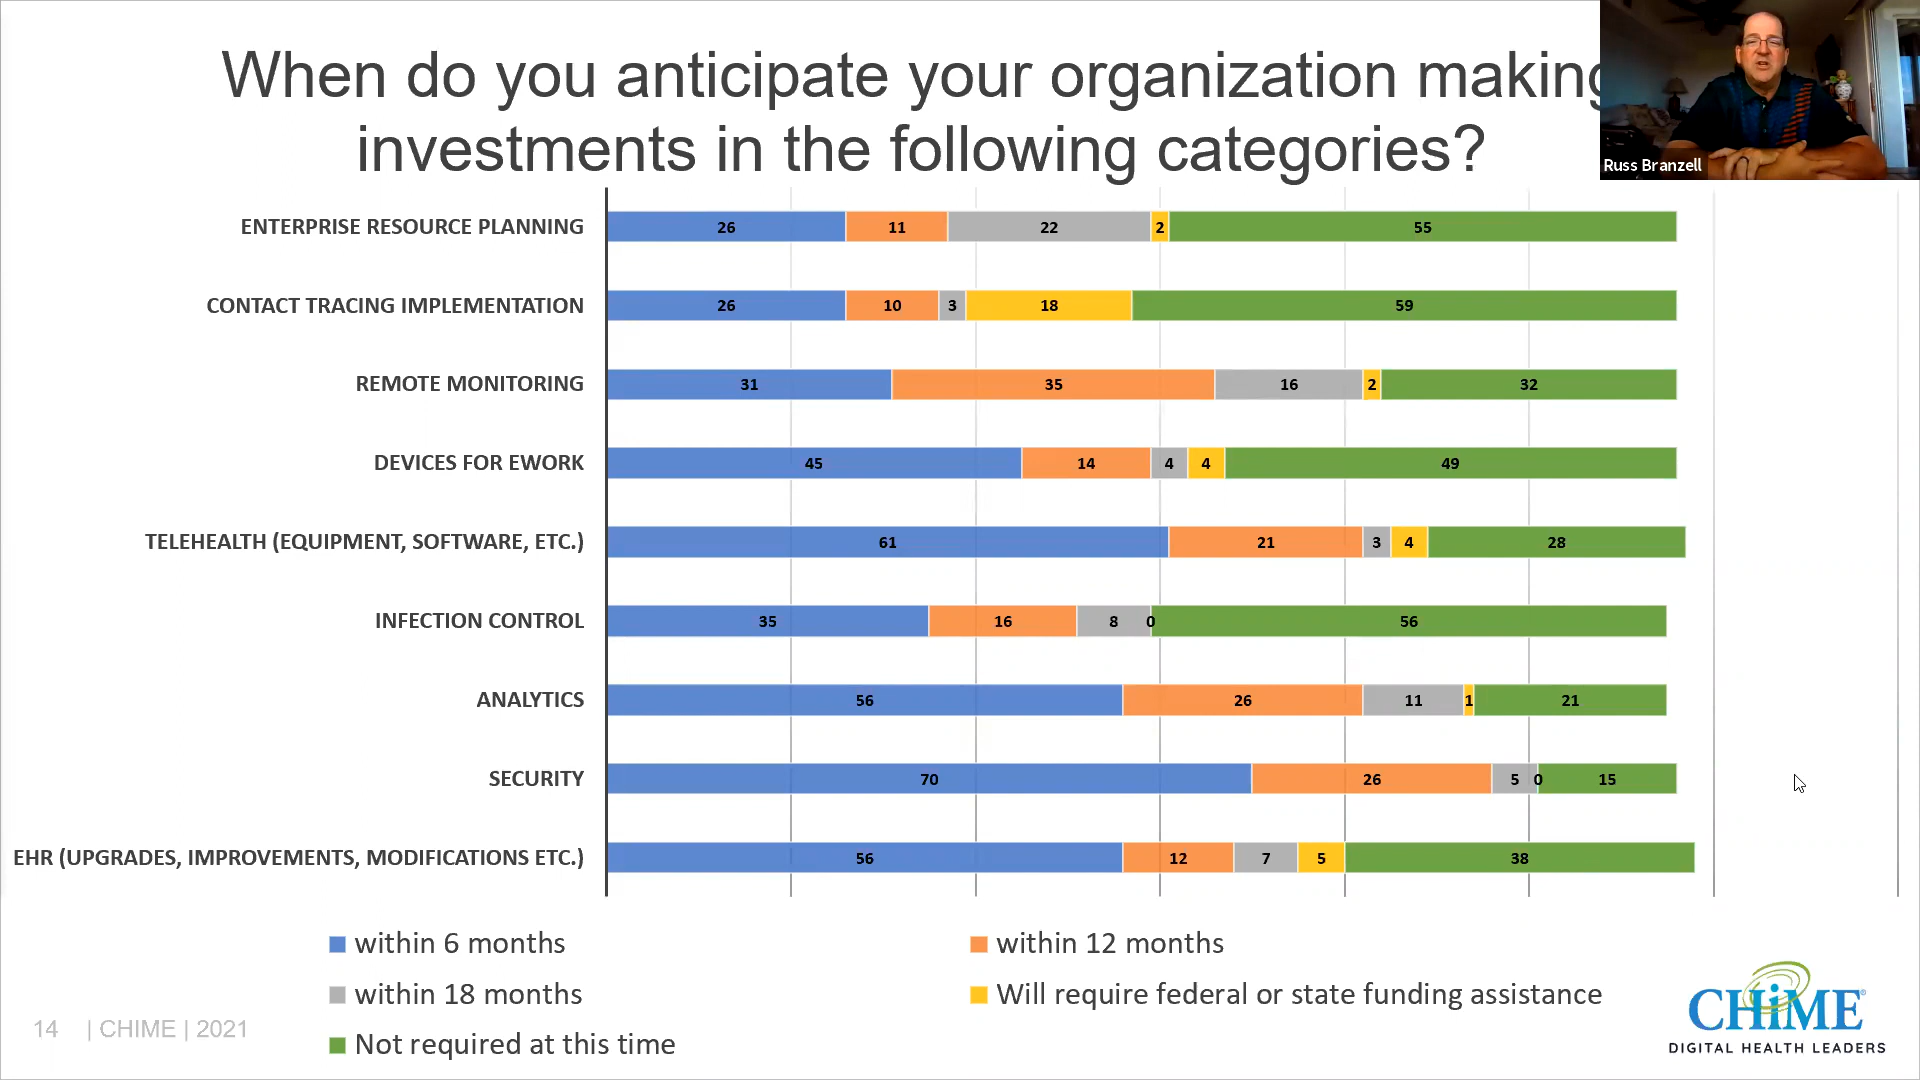 When do you anticipate your organization making
investments in the following categories?
Russ Branzell
ENTERPRISE RESOURCE PLANNING 26 11 22 2 55
CONTACT TRACING IMPLEMENTATION 26 10 3 18 59
REMOTE MONITORING 31 35 16 2 32
DEVICES FOR EWORK 45 14 4 4 49
TELEHEALTH (EQUIPMENT, SOFTWARE, ETC.) 61 21 3 4 28
INFECTION CONTROL 35 16 8 0 56
ANALYTICS 56 26 11 1 21
SECURITY 70 26 5 0 15
EHR (UPGRADES, IMPROVEMENTS, MODIFICATIONS ETC.) 56 12 7 5 38
within 6 months
within 12 months
within 18 months
Will require federal or state funding assistance
Not required at this time
14 | CHIME | 2021
CHiME®
DIGITAL HEALTH LEADERS